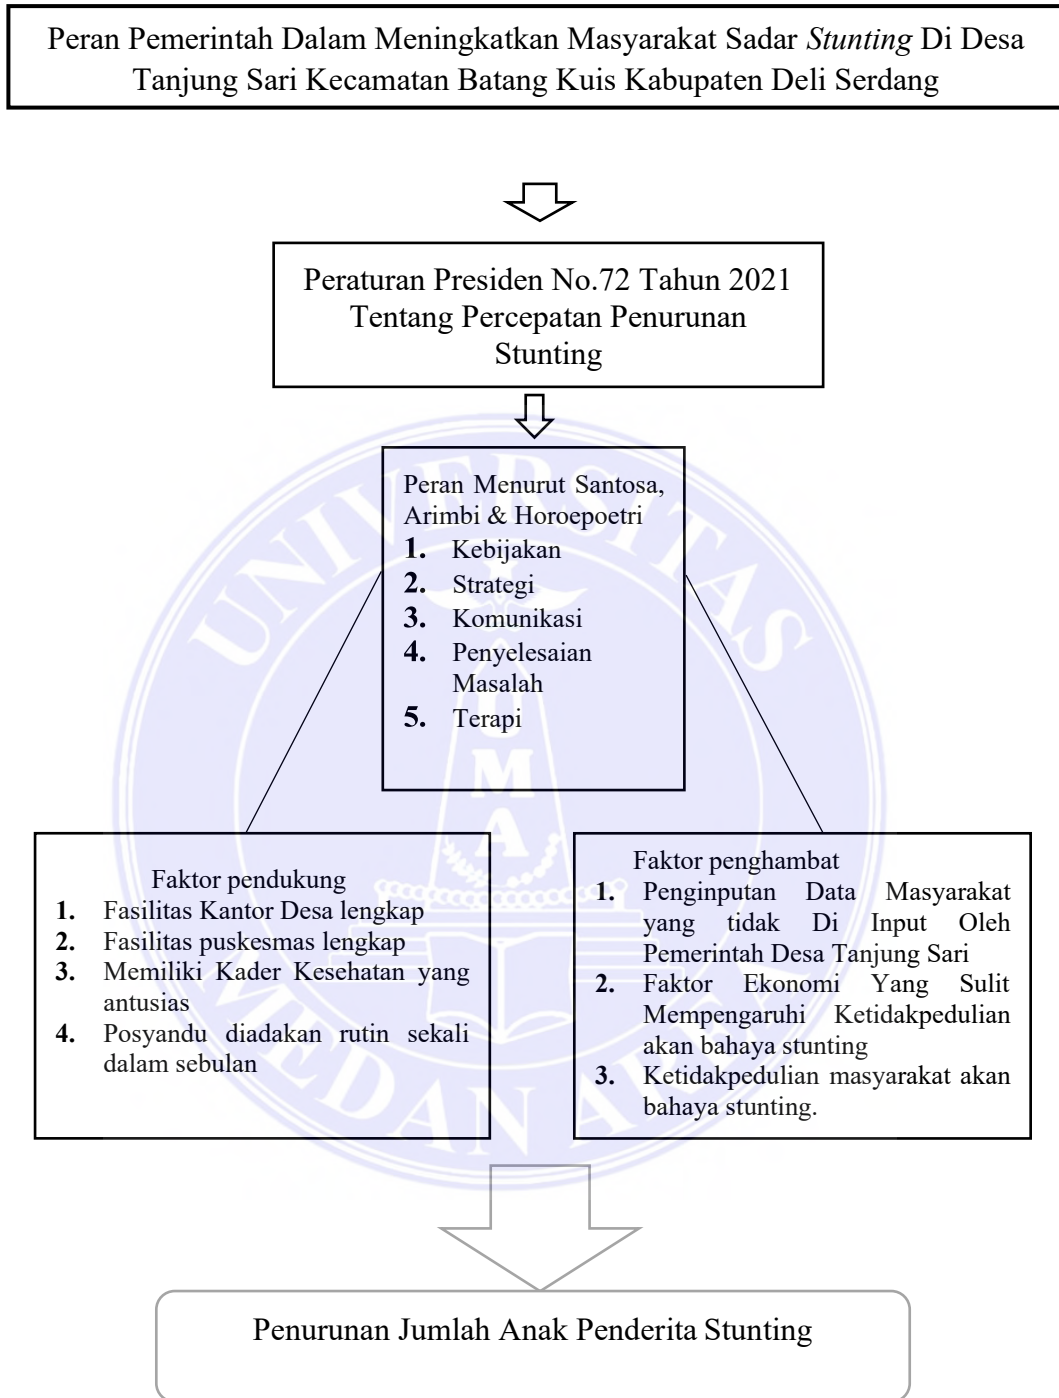 Peran Pemerintah Dalam Meningkatkan Masyarakat Sadar Stunting Di Desa
Tanjung Sari Kecamatan Batang Kuis Kabupaten Deli Serdang
Peraturan Presiden No.72 Tahun 2021
Tentang Percepatan Penurunan
Stunting
Peran Menurut Santosa,
Arimbi & Horoepoetri
1. Kebijakan
2. Strategi
3. Komunikasi
4. Penyelesaian
Masalah
5. Terapi
Faktor pendukung
1. Fasilitas Kantor Desa lengkap
2. Fasilitas puskesmas lengkap
3. Memiliki Kader Kesehatan yang
antusias
4. Posyandu diadakan rutin sekali
dalam sebulan
Faktor penghambat
1. Penginputan Data Masyarakat
yang tidak Di Input Oleh
Pemerintah Desa Tanjung Sari
2. Faktor Ekonomi Yang Sulit
Mempengaruhi Ketidakpedulian
akan bahaya stunting
3. Ketidakpedulian masyarakat akan
bahaya stunting.
Penurunan Jumlah Anak Penderita Stunting
UNIVERSITAS
UMA
MEDAN AREA